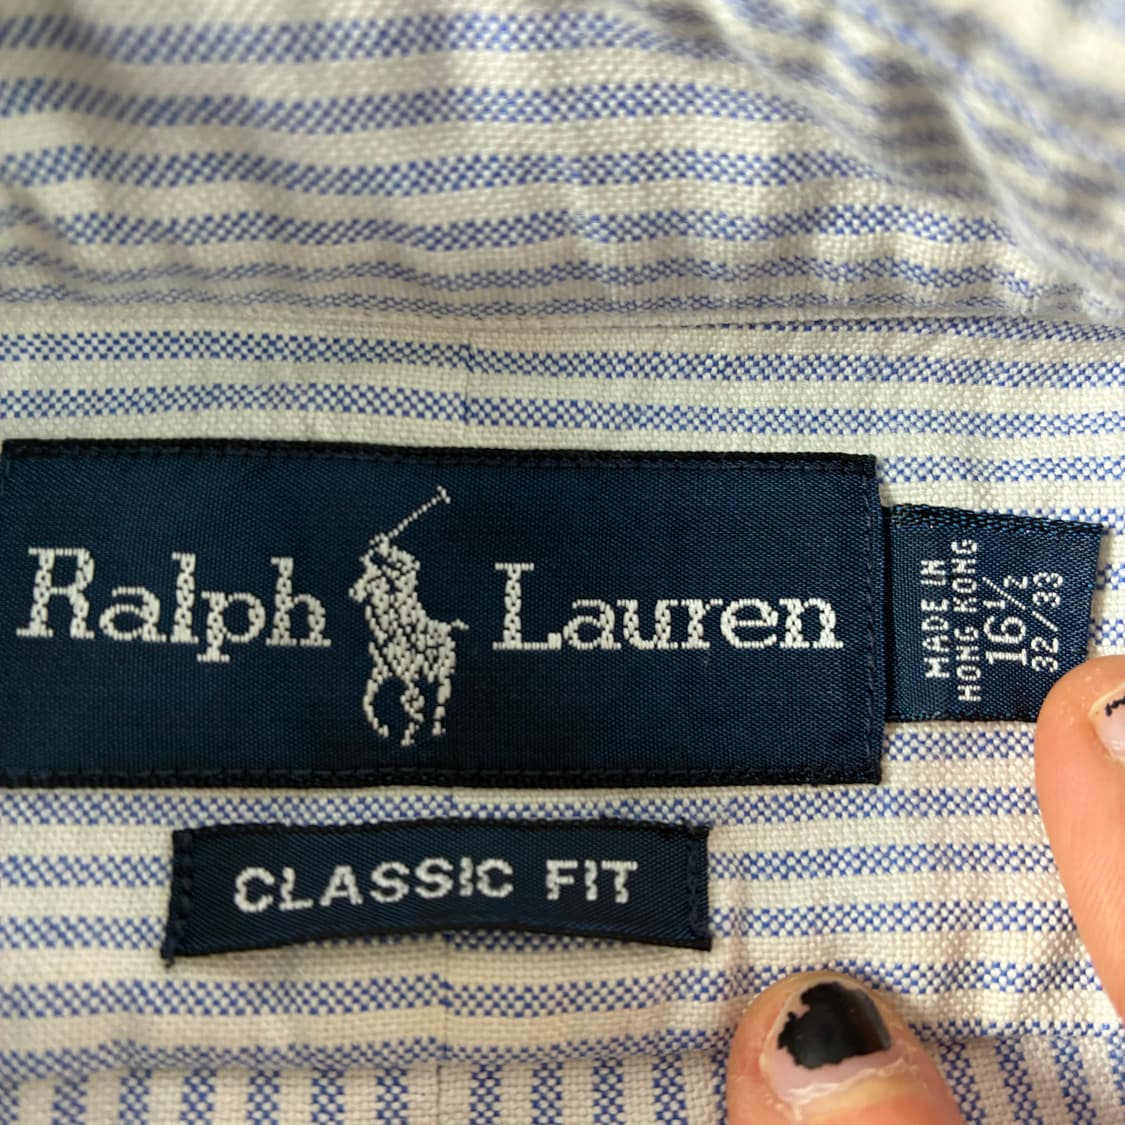 Ralph Lauren
MADE IN
HONG KONG
16½
32/33
CLASSIC FIT